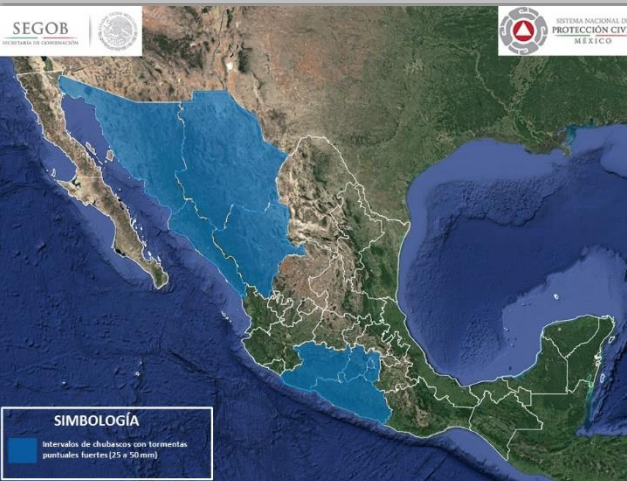 SEGOB
SECRETARÍA DE GOBERNACIÓN
SISTEMA NACIONAL DE
PROTECCIÓN CIVI
MÉXICO
SIMBOLOGÍA
Intervalos de chubascos con tormentas
puntuales fuertes (25 a 50 mm)